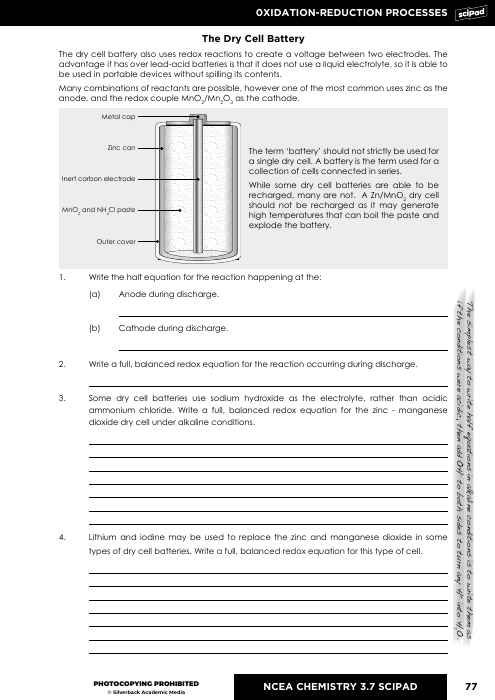 OXIDATION-REDUCTION PROCESSES
scipad
The Dry Cell Battery
The dry cell battery also uses redox reactions to create a voltage between two electrodes. The
advantage it has over lead-acid batteries is that it does not use a liquid electrolyte, so it is able to
be used in portable devices without spilling its contents.
Many combinations of reactants are possible, however one of the most common uses zinc as the
anode, and the redox couple MnO₂/Mn₂O₃ as the cathode.
Metal cap
Zinc can
Inert carbon electrode
MnO₂ and NH₄Cl paste
Outer cover
The term ‘battery’ should not strictly be used for
a single dry cell. A battery is the term used for a
collection of cells connected in series.
While some dry cell batteries are able to be
recharged, many are not. A Zn/MnO₂ dry cell
should not be recharged as it may generate
high temperatures that can boil the paste and
explode the battery.
1. Write the half equation for the reaction happening at the:
(a) Anode during discharge.
(b) Cathode during discharge.
2. Write a full, balanced redox equation for the reaction occurring during discharge.
3. Some dry cell batteries use sodium hydroxide as the electrolyte, rather than acidic
ammonium chloride. Write a full, balanced redox equation for the zinc - manganese
dioxide dry cell under alkaline conditions.
4. Lithium and iodine may be used to replace the zinc and manganese dioxide in some
types of dry cell batteries. Write a full, balanced redox equation for this type of cell.
The simplest way to write half equations in alkaline conditions is to write them as
if the conditions were acidic, then add OH⁻ to both sides to turn any H⁺ into H₂O.
PHOTOCOPYING PROHIBITED
© Silverback Academic Media
NCEA CHEMISTRY 3.7 SCIPAD
77